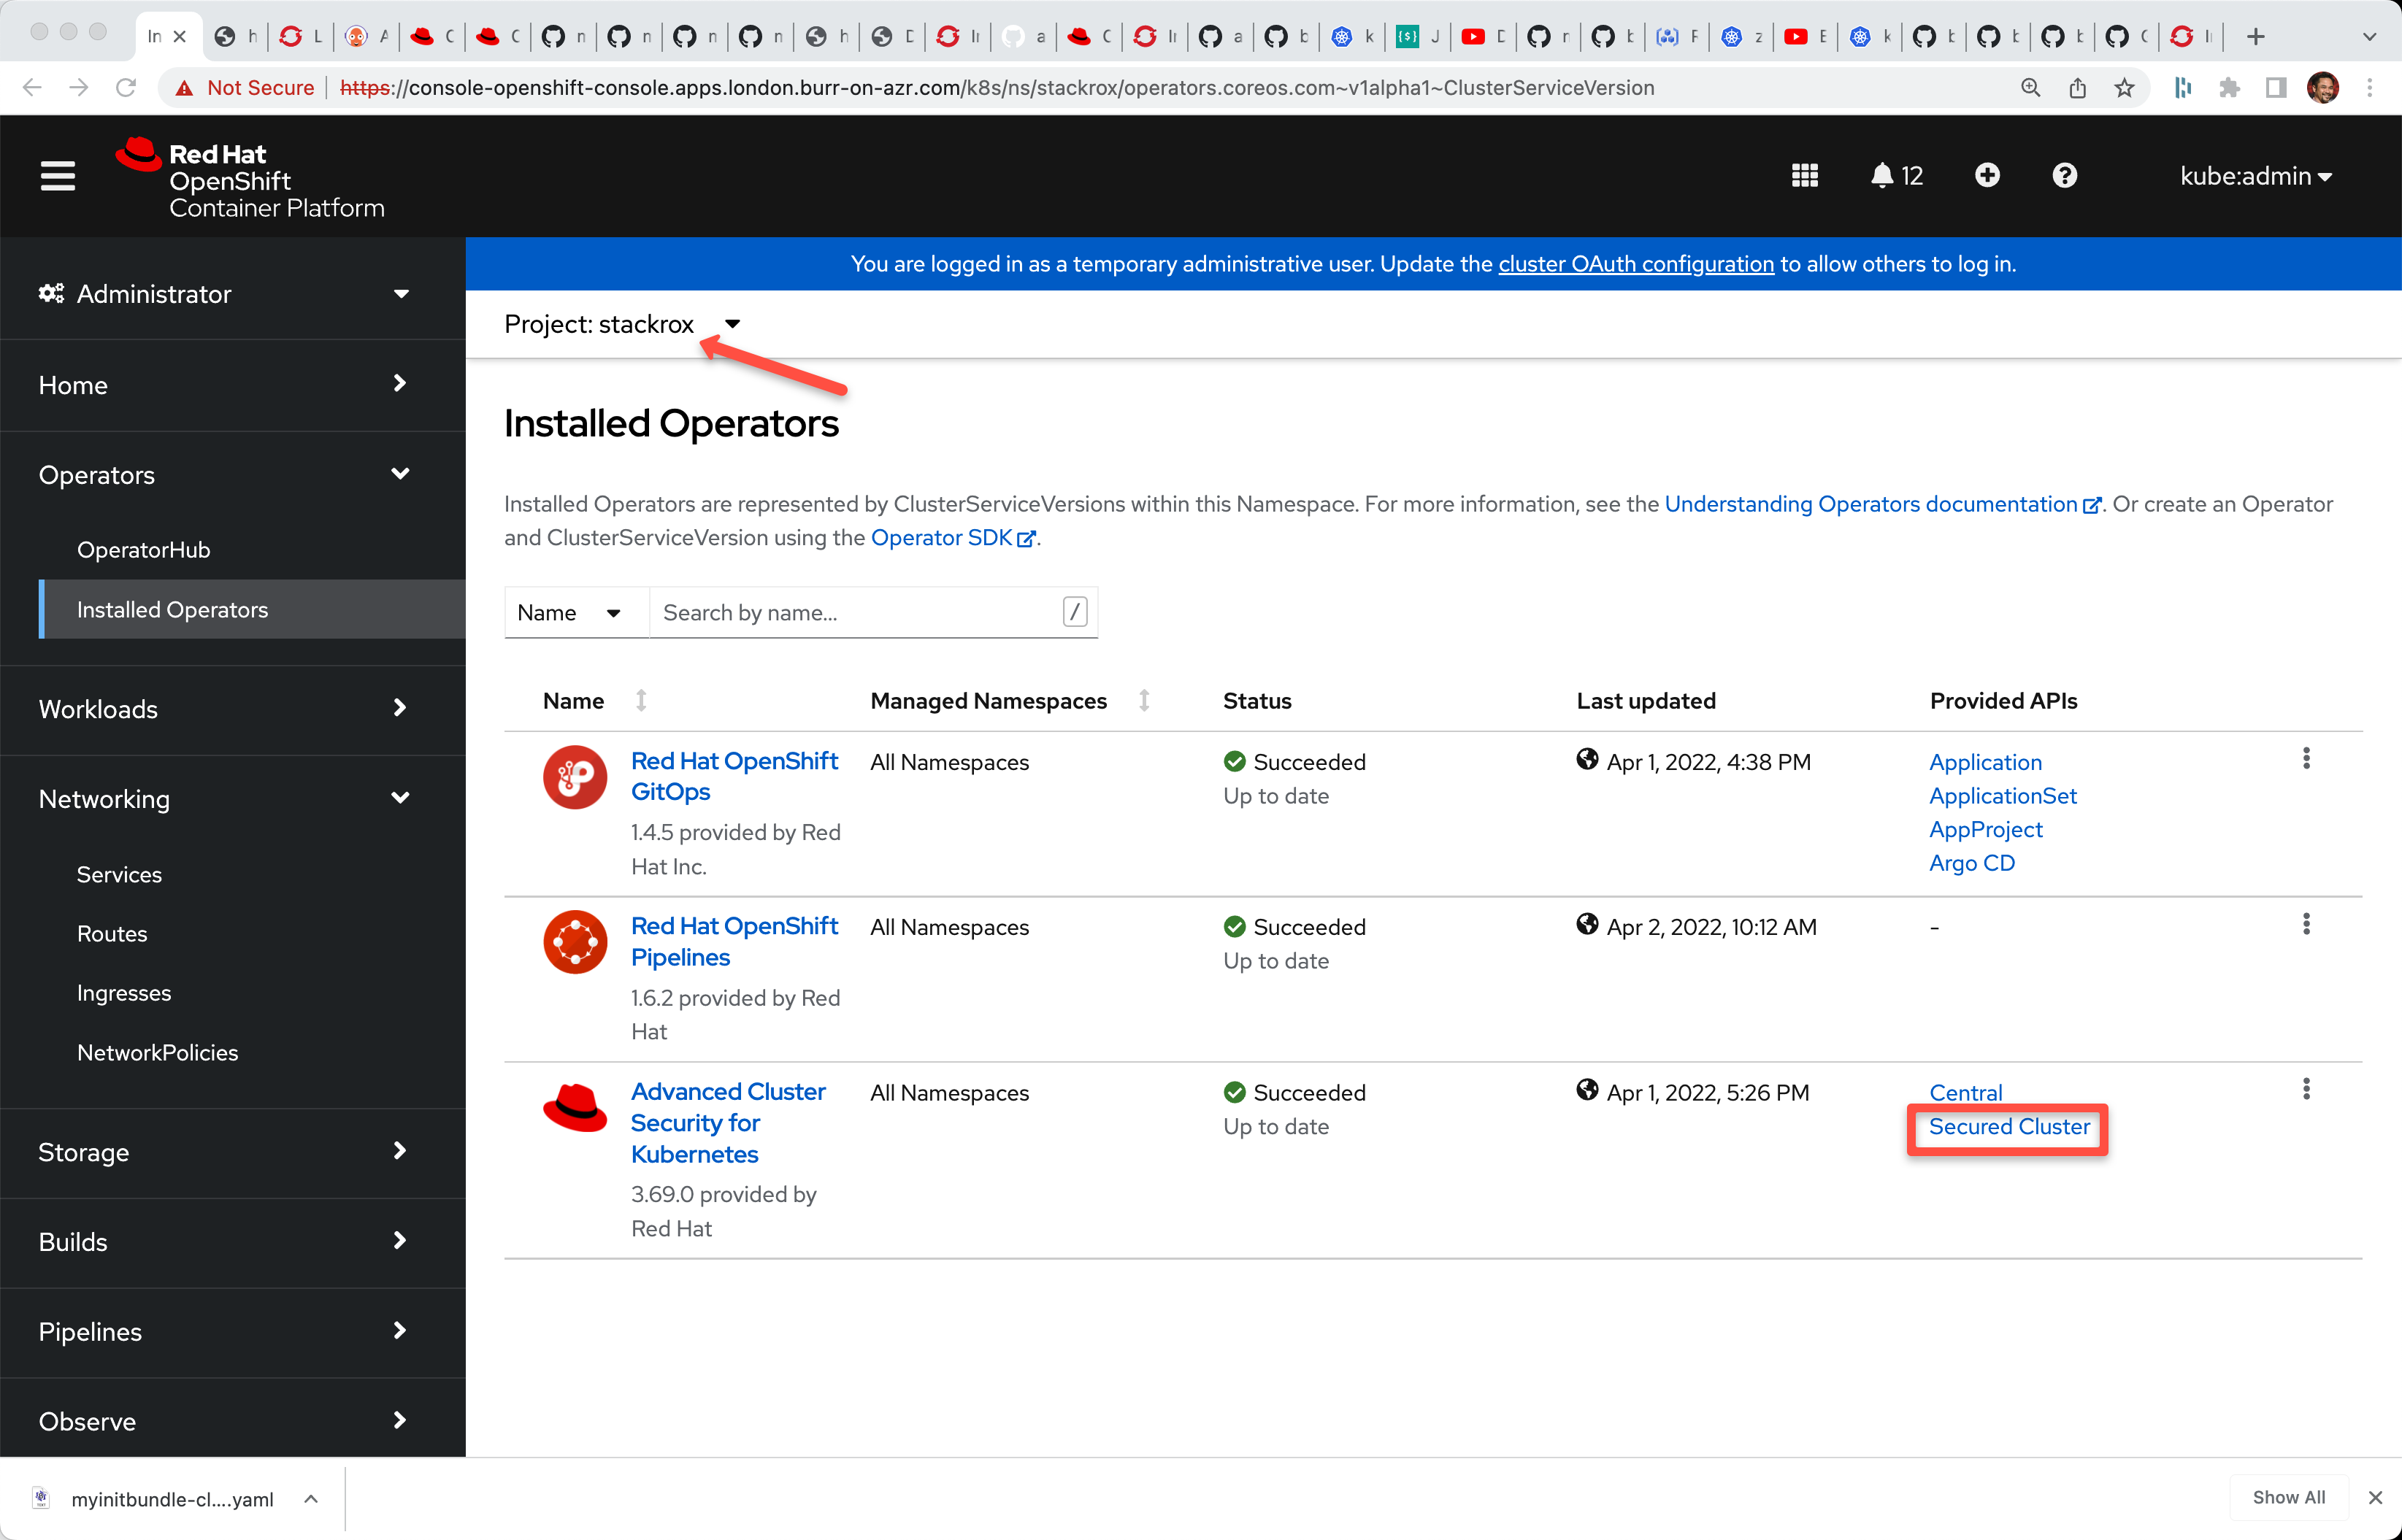 In
h
L
A
C
C
n
n
n
n
h
D
In
a
C
In
a
b
k
{$}
J
D
n
b
F
z
E
k
b
b
b
C
Not Secure
https://console-openshift-console.apps.london.burr-on-azr.com/k8s/ns/stackrox/operators.coreos.com~v1alpha1~ClusterServiceVersion
Red Hat
OpenShift
Container Platform
12
kube:admin
You are logged in as a temporary administrative user. Update the cluster OAuth configuration to allow others to log in.
Administrator
Home
Operators
OperatorHub
Installed Operators
Workloads
Networking
Services
Routes
Ingresses
NetworkPolicies
Storage
Builds
Pipelines
Observe
Project: stackrox
Installed Operators
Installed Operators are represented by ClusterServiceVersions within this Namespace. For more information, see the Understanding Operators documentation. Or create an Operator
and ClusterServiceVersion using the Operator SDK.
Name
Search by name...
/
Name
Managed Namespaces
Status
Last updated
Provided APIs
Red Hat OpenShift
GitOps
1.4.5 provided by Red
Hat Inc.
All Namespaces
Succeeded
Up to date
Apr 1, 2022, 4:38 PM
Application
ApplicationSet
AppProject
Argo CD
Red Hat OpenShift
Pipelines
1.6.2 provided by Red
Hat
All Namespaces
Succeeded
Up to date
Apr 2, 2022, 10:12 AM
-
Advanced Cluster
Security for
Kubernetes
3.69.0 provided by
Red Hat
All Namespaces
Succeeded
Up to date
Apr 1, 2022, 5:26 PM
Central
Secured Cluster
myinitbundle-cl....yaml
Show All